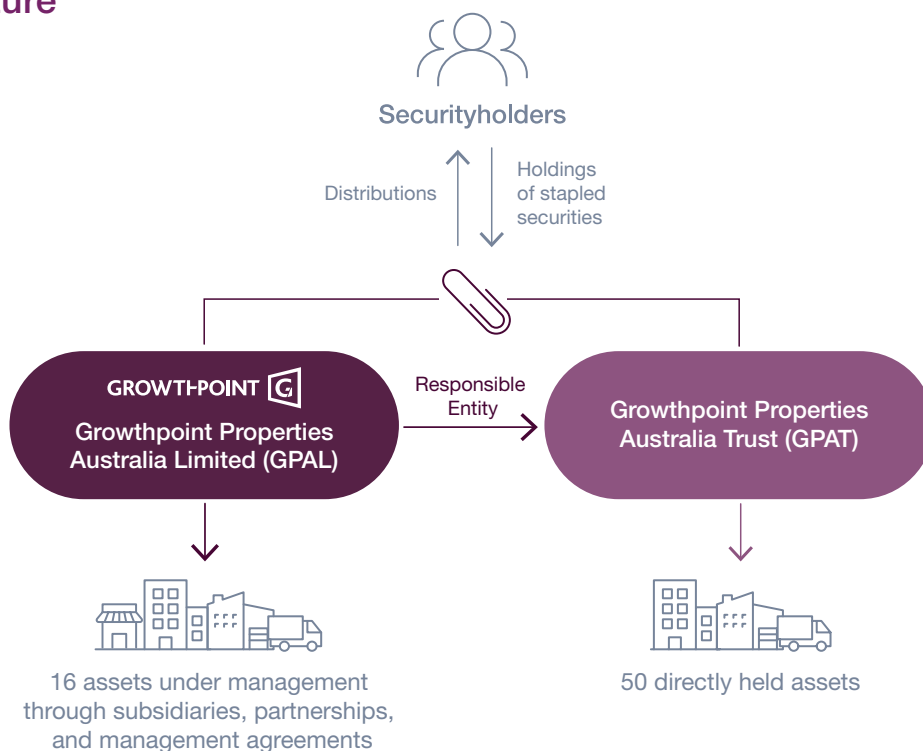 ture
Securityholders
Distributions
Holdings
of stapled
securities
GROWTHPOINT G
Growthpoint Properties
Australia Limited (GPAL)
Responsible
Entity
Growthpoint Properties
Australia Trust (GPAT)
16 assets under management
through subsidiaries, partnerships,
and management agreements
50 directly held assets